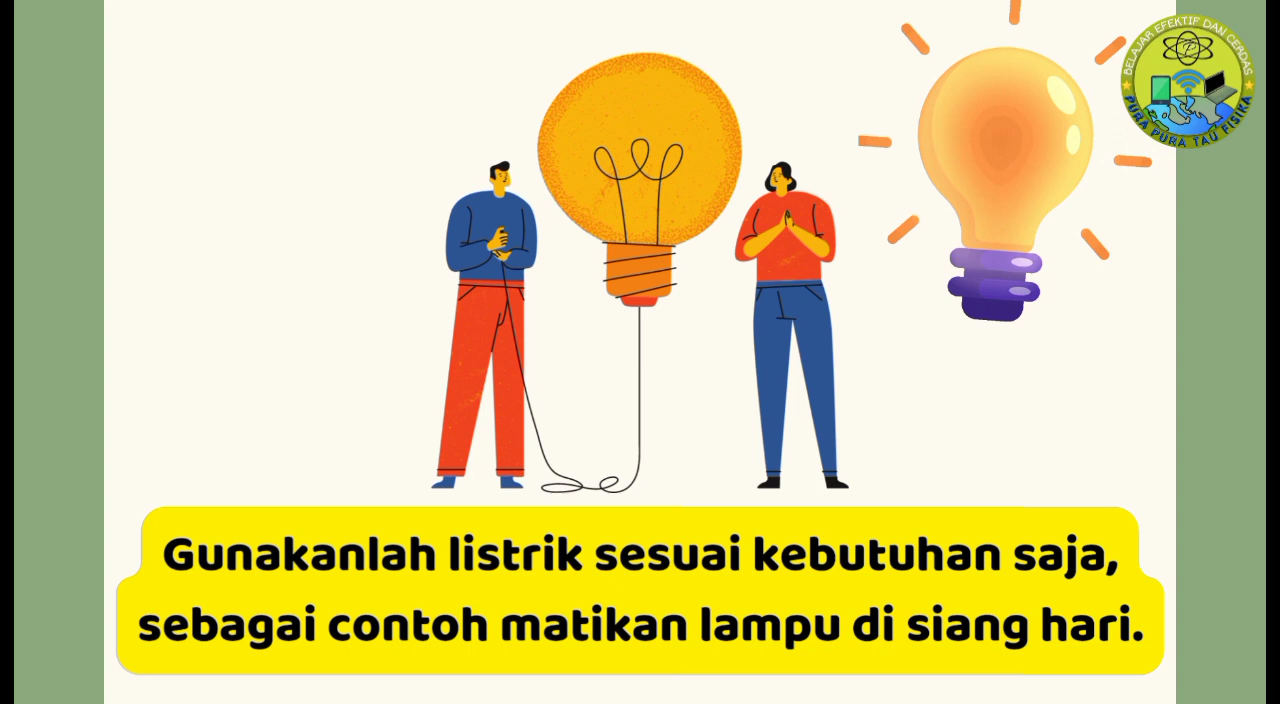 BELAJAR EFEKTIF DAN CERDAS
PURA PURA TAU FISIKA
Gunakanlah listrik sesuai kebutuhan saja,
sebagai contoh matikan lampu di siang hari.